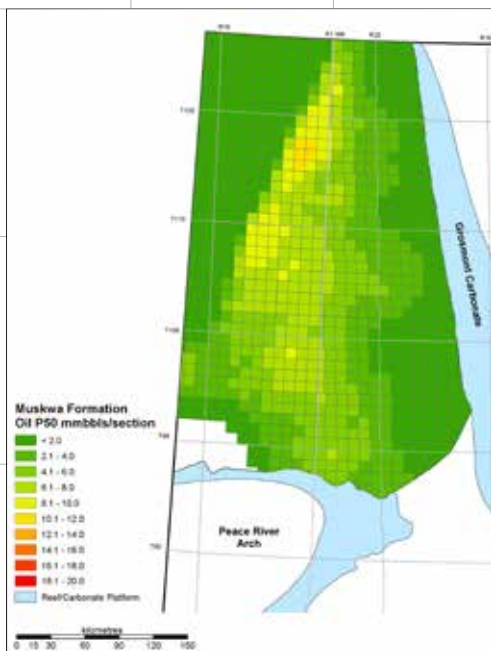 Grosmont Carbonate
Muskwa Formation
Oil P50 mmbbls/section
< 2.0
2.1 - 4.0
4.1 - 6.0
6.1 - 8.0
8.1 - 10.0
10.1 - 12.0
12.1 - 14.0
14.1 - 16.0
16.1 - 18.0
18.1 - 20.0
Reef/Carbonate Platform
Peace River
Arch
kilometres
0 15 30 60 90 120 150